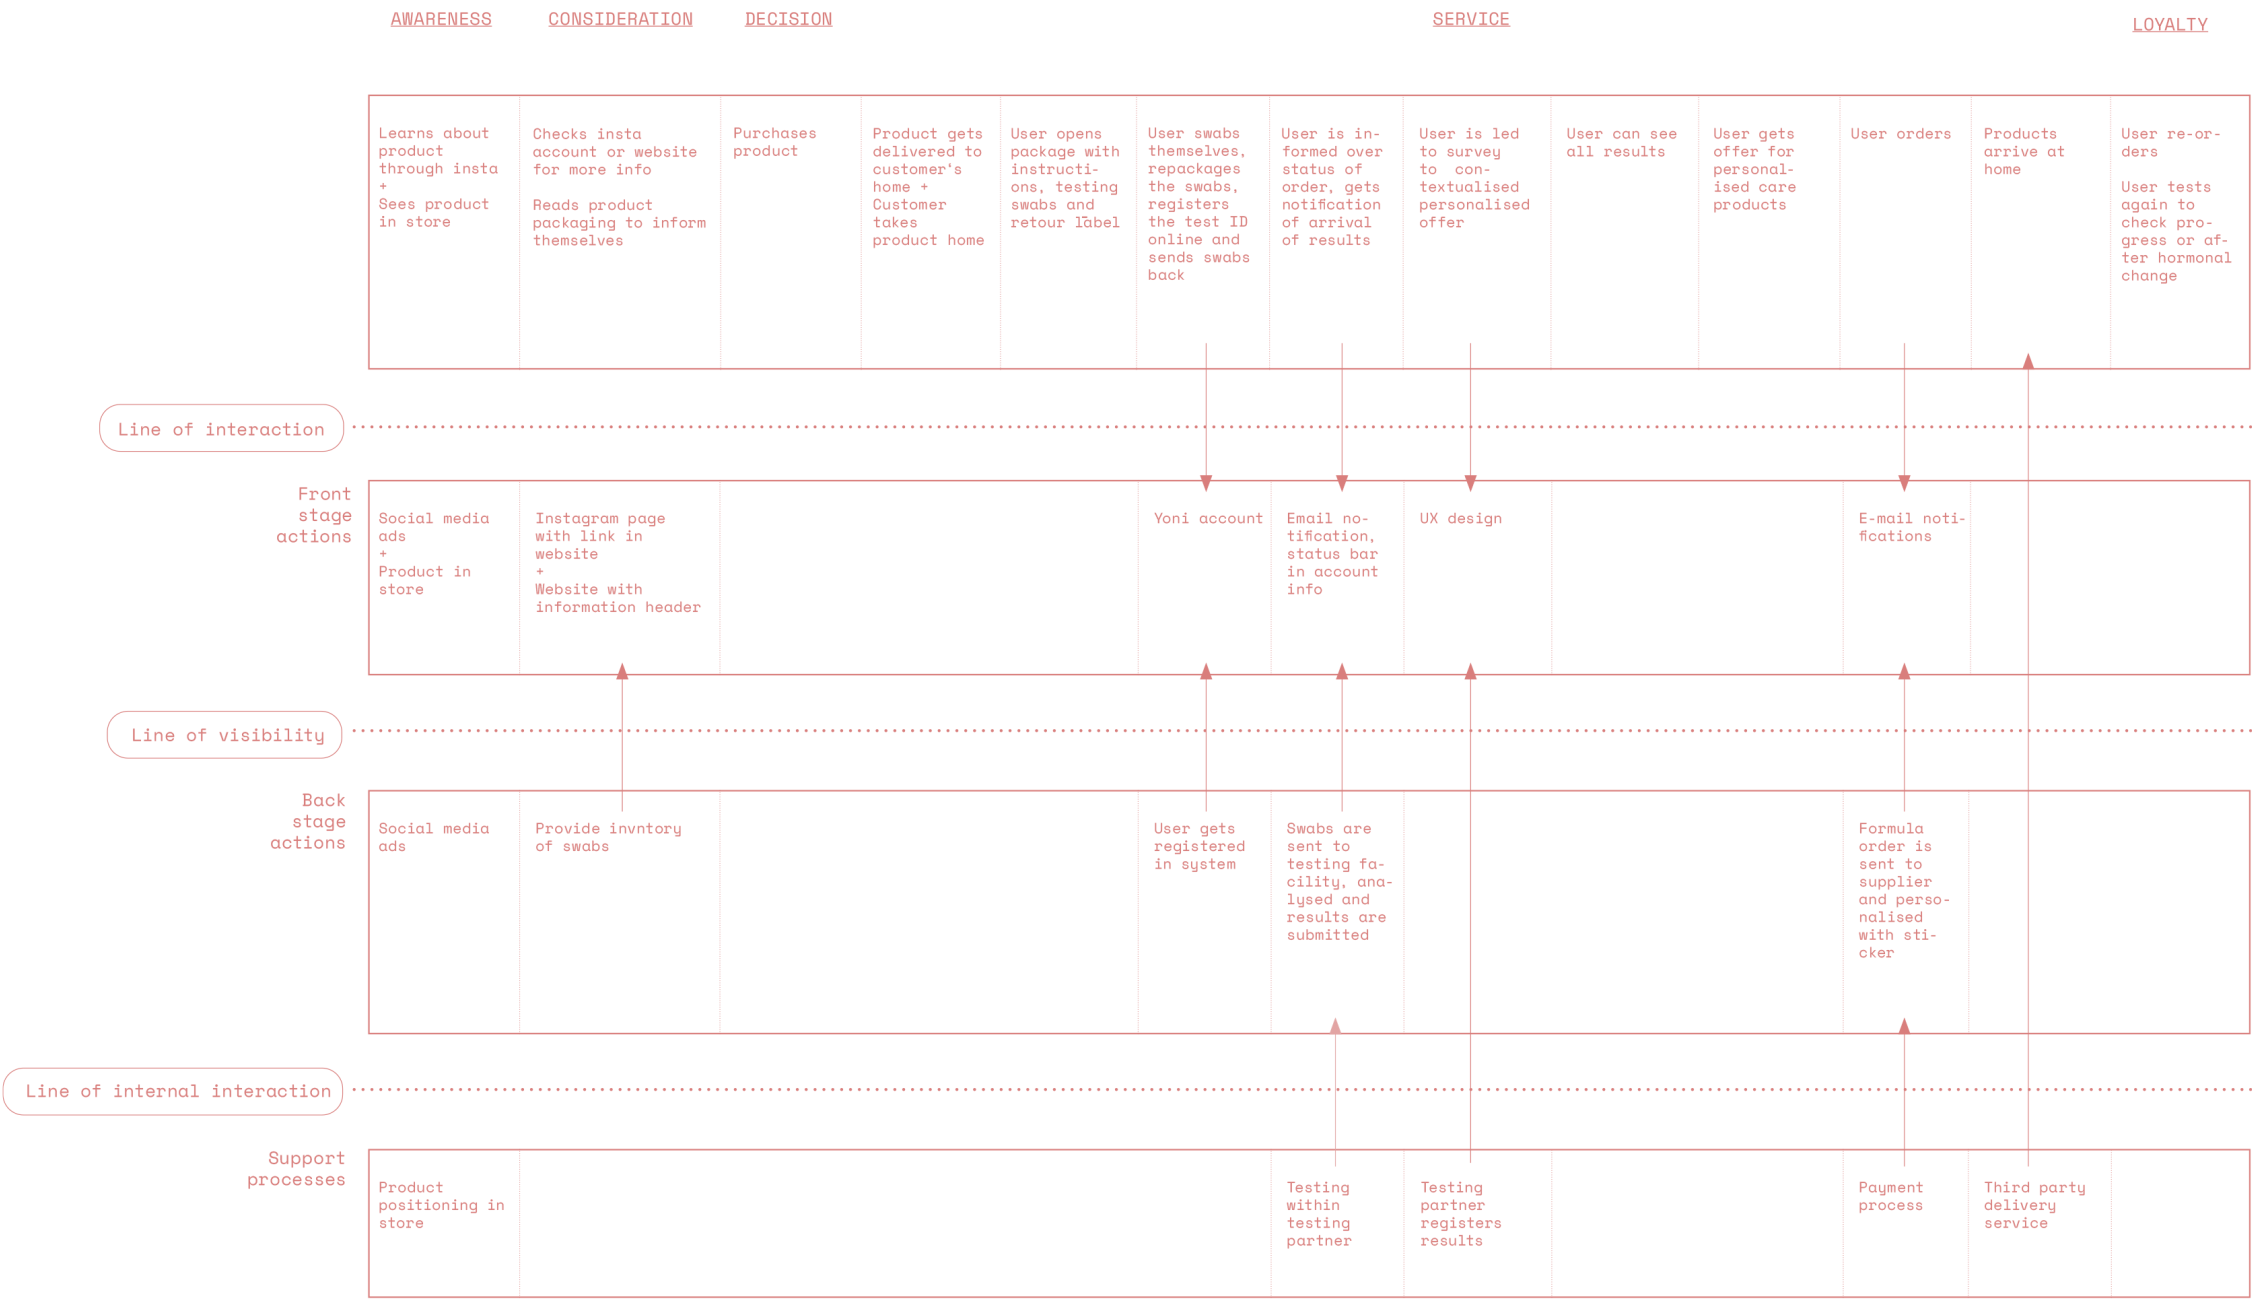 AWARENESS
CONSIDERATION
DECISION
SERVICE
LOYALTY
Learns about
product
through insta
+
Sees product
in store
Checks insta
account or website
for more info
Reads product
packaging to inform
themselves
Purchases
product
Product gets
delivered to
customer's
home +
Customer
takes
product home
User opens
package with
instructi-
ons, testing
swabs and
retour label
User swabs
themselves,
repackages
the swabs,
registers
the test ID
online and
sends swabs
back
User is in-
formed over
status of
order, gets
notification
of arrival
of results
User is led
to survey
to con-
textualised
personalised
offer
User can see
all results
User gets
offer for
personal-
ised care
products
User orders
Products
arrive at
home
User re-or-
ders
User tests
again to
check pro-
gress or af-
ter hormonal
change
Line of interaction
Front
stage
actions
Social media
ads
+
Product in
store
Instagram page
with link in
website
+
Website with
information header
Yoni account
Email no-
tification,
status bar
in account
info
UX design
E-mail noti-
fications
Line of visibility
Back
stage
actions
Social media
ads
Provide invntory
of swabs
User gets
registered
in system
Swabs are
sent to
testing fa-
cility, ana-
lysed and
results are
submitted
Formula
order is
sent to
supplier
and perso-
nalised
with sti-
cker
Line of internal interaction
Support
processes
Product
positioning in
store
Testing
within
testing
partner
Testing
partner
registers
results
Payment
process
Third party
delivery
service